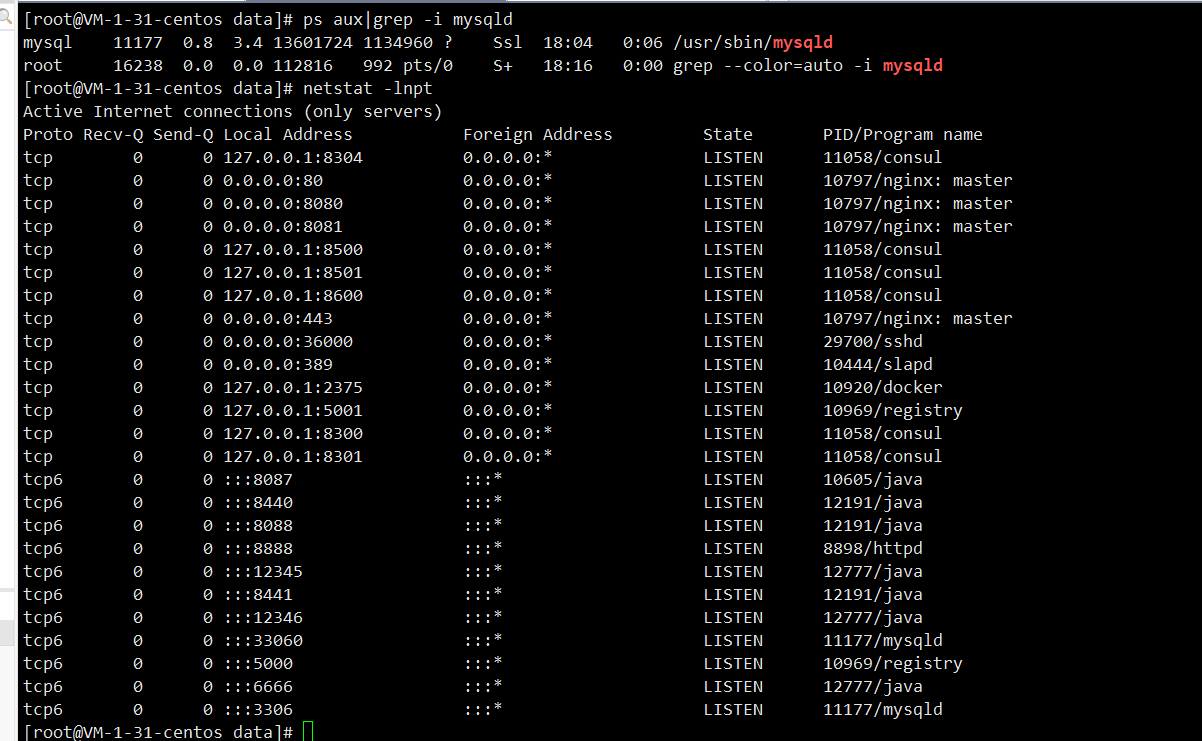 [root@VM-1-31-centos data]# ps aux|grep -i mysqld
mysql    11177  0.8  3.4 13601724 1134960 ?    Ssl  18:04   0:06 /usr/sbin/mysqld
root     16238  0.0  0.0 112816   992 pts/0    S+   18:16   0:00 grep --color=auto -i mysqld
[root@VM-1-31-centos data]# netstat -lnpt
Active Internet connections (only servers)
Proto Recv-Q Send-Q Local Address           Foreign Address         State       PID/Program name
tcp        0      0 127.0.0.1:8304          0.0.0.0:*               LISTEN      11058/consul
tcp        0      0 0.0.0.0:80              0.0.0.0:*               LISTEN      10797/nginx: master
tcp        0      0 0.0.0.0:8080            0.0.0.0:*               LISTEN      10797/nginx: master
tcp        0      0 0.0.0.0:8081            0.0.0.0:*               LISTEN      10797/nginx: master
tcp        0      0 127.0.0.1:8500          0.0.0.0:*               LISTEN      11058/consul
tcp        0      0 127.0.0.1:8501          0.0.0.0:*               LISTEN      11058/consul
tcp        0      0 127.0.0.1:8600          0.0.0.0:*               LISTEN      11058/consul
tcp        0      0 0.0.0.0:443             0.0.0.0:*               LISTEN      10797/nginx: master
tcp        0      0 0.0.0.0:36000           0.0.0.0:*               LISTEN      29700/sshd
tcp        0      0 0.0.0.0:389             0.0.0.0:*               LISTEN      10444/slapd
tcp        0      0 127.0.0.1:2375          0.0.0.0:*               LISTEN      10920/docker
tcp        0      0 127.0.0.1:5001          0.0.0.0:*               LISTEN      10969/registry
tcp        0      0 127.0.0.1:8300          0.0.0.0:*               LISTEN      11058/consul
tcp        0      0 127.0.0.1:8301          0.0.0.0:*               LISTEN      11058/consul
tcp6       0      0 :::8087                 :::*                    LISTEN      10605/java
tcp6       0      0 :::8440                 :::*                    LISTEN      12191/java
tcp6       0      0 :::8088                 :::*                    LISTEN      12191/java
tcp6       0      0 :::8888                 :::*                    LISTEN      8898/httpd
tcp6       0      0 :::12345                :::*                    LISTEN      12777/java
tcp6       0      0 :::8441                 :::*                    LISTEN      12191/java
tcp6       0      0 :::12346                :::*                    LISTEN      12777/java
tcp6       0      0 :::33060                :::*                    LISTEN      11177/mysqld
tcp6       0      0 :::5000                 :::*                    LISTEN      10969/registry
tcp6       0      0 :::6666                 :::*                    LISTEN      12777/java
tcp6       0      0 :::3306                 :::*                    LISTEN      11177/mysqld
[root@VM-1-31-centos data]#